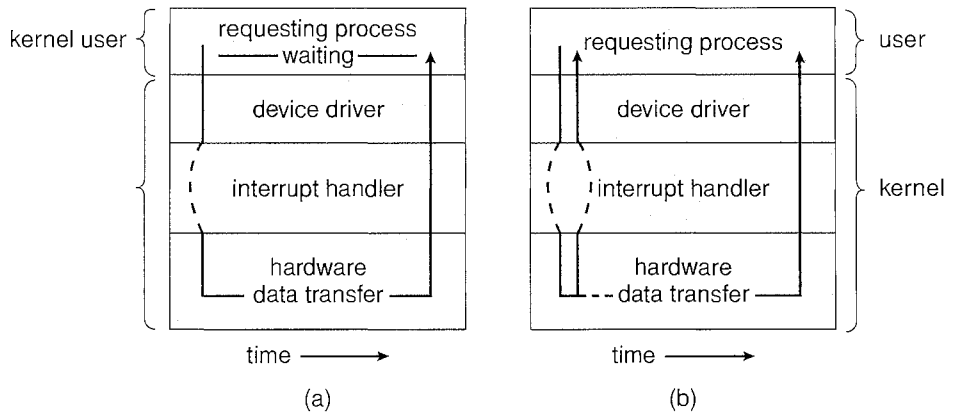 kernel user
requesting process
waiting
device driver
interrupt handler
hardware
data transfer
time
(a)
requesting process
user
device driver
interrupt handler
kernel
hardware
data transfer
time
(b)